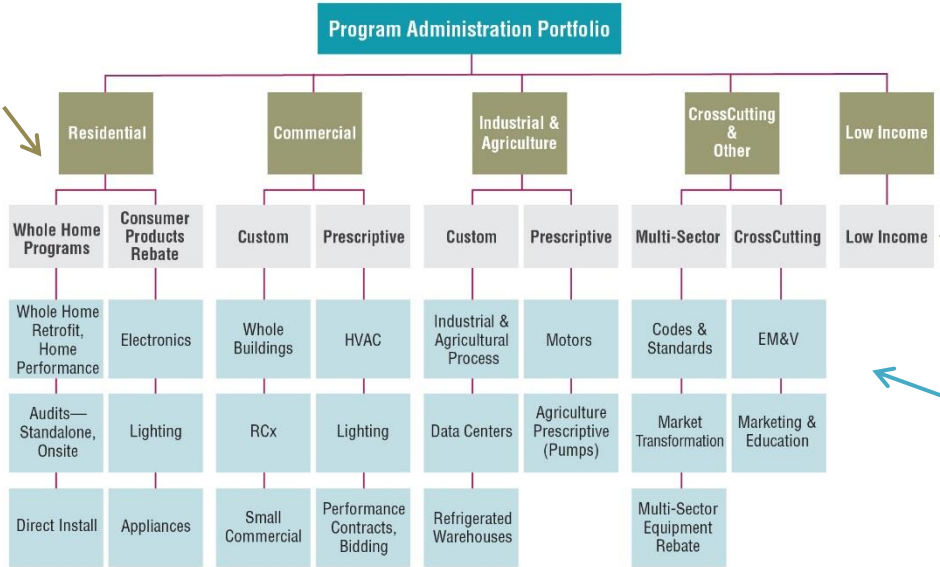 Program Administration Portfolio
Residential
Commercial
Industrial &
Agriculture
CrossCutting
&
Other
Low Income
Whole Home
Programs
Consumer
Products
Rebate
Custom
Prescriptive
Custom
Prescriptive
Multi-Sector
CrossCutting
Low Income
Whole Home
Retrofit,
Home
Performance
Electronics
Whole
Buildings
HVAC
Industrial &
Agricultural
Process
Motors
Codes &
Standards
EM&V
Audits—
Standalone,
Onsite
Lighting
RCx
Lighting
Data Centers
Agriculture
Prescriptive
(Pumps)
Market
Transformation
Marketing &
Education
Direct Install
Appliances
Small
Commercial
Performance
Contracts,
Bidding
Refrigerated
Warehouses
Multi-Sector
Equipment
Rebate